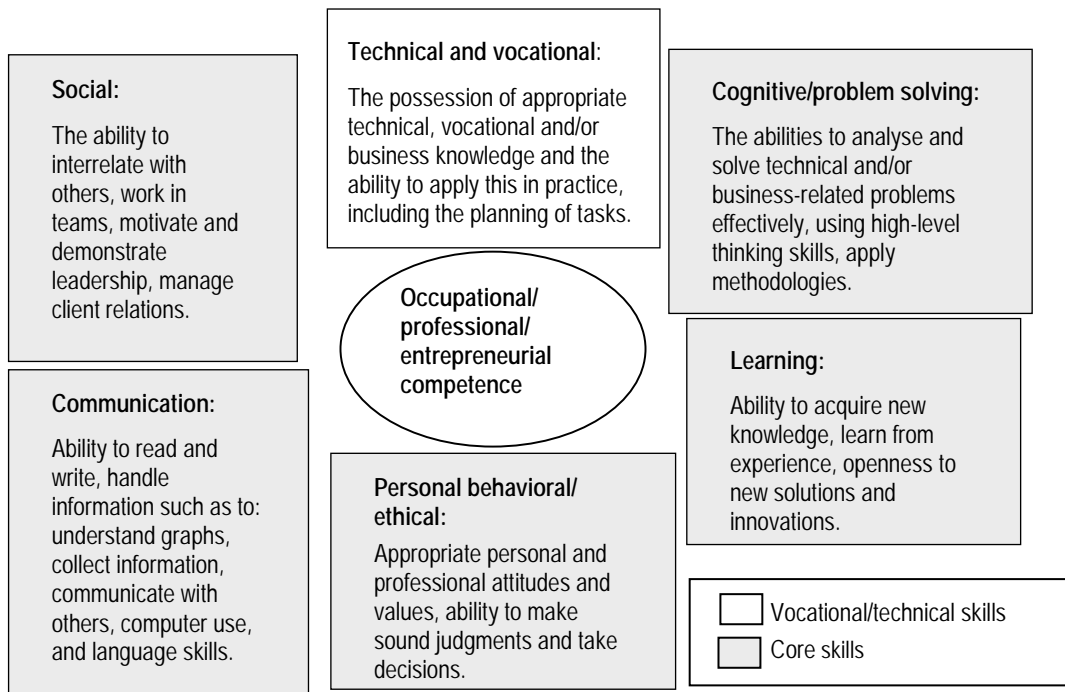 Social:
The ability to
interrelate with
others, work in
teams, motivate and
demonstrate
leadership, manage
client relations.
Technical and vocational:
The possession of appropriate
technical, vocational and/or
business knowledge and the
ability to apply this in practice,
including the planning of tasks.
Cognitive/problem solving:
The abilities to analyse and
solve technical and/or
business-related problems
effectively, using high-level
thinking skills, apply
methodologies.
Occupational/
professional/
entrepreneurial
competence
Communication:
Ability to read and
write, handle
information such as to:
understand graphs,
collect information,
communicate with
others, computer use,
and language skills.
Personal behavioral/
ethical:
Appropriate personal and
professional attitudes and
values, ability to make
sound judgments and take
decisions.
Learning:
Ability to acquire new
knowledge, learn from
experience, openness to
new solutions and
innovations.
Vocational/technical skills
Core skills